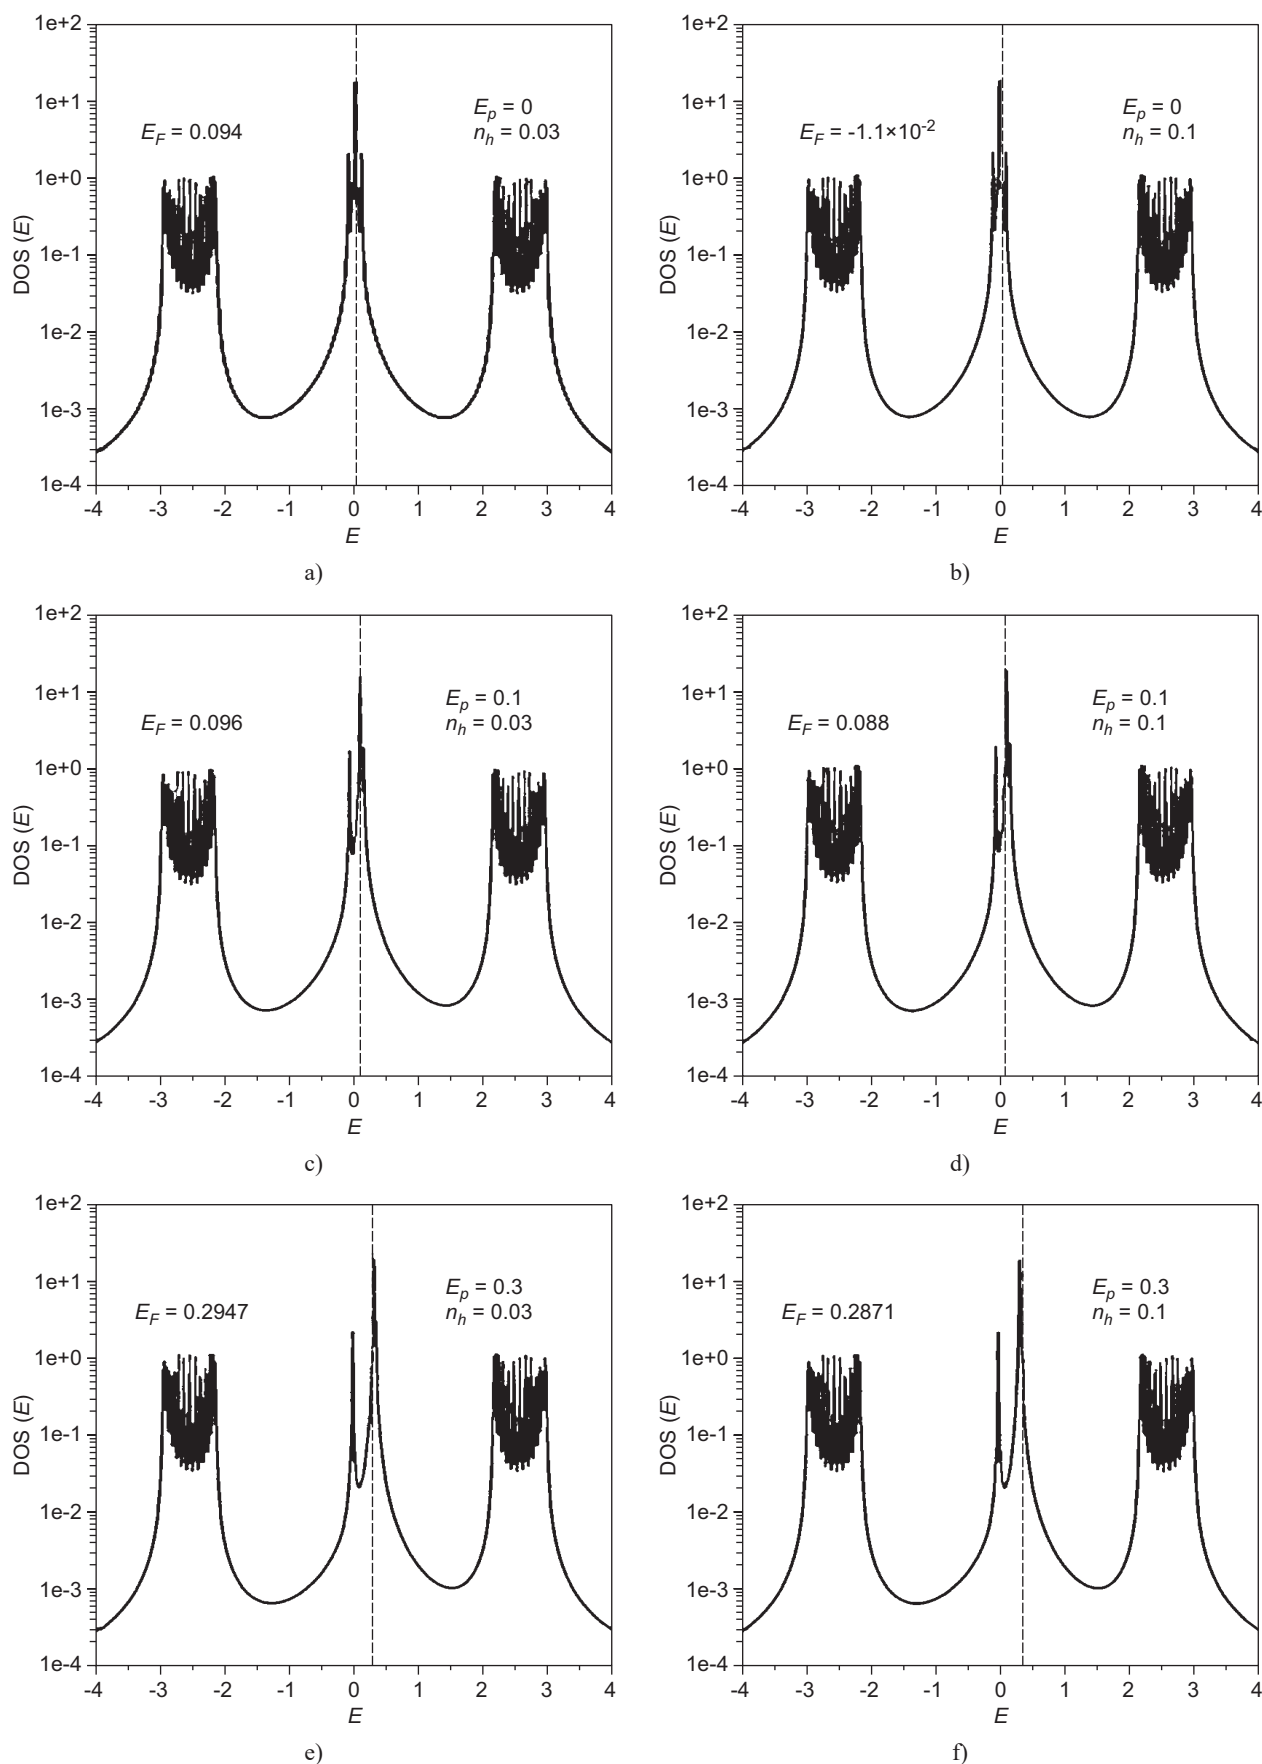 1e+2
1e+1
1e+0
1e-1
1e-2
1e-3
1e-4
DOS (E)
E_F = 0.094
E_p = 0
n_h = 0.03
-4 -3 -2 -1 0 1 2 3 4
E
a)
1e+2
1e+1
1e+0
1e-1
1e-2
1e-3
1e-4
DOS (E)
E_F = -1.1×10^-2
E_p = 0
n_h = 0.1
-4 -3 -2 -1 0 1 2 3 4
E
b)
1e+2
1e+1
1e+0
1e-1
1e-2
1e-3
1e-4
DOS (E)
E_F = 0.096
E_p = 0.1
n_h = 0.03
-4 -3 -2 -1 0 1 2 3 4
E
c)
1e+2
1e+1
1e+0
1e-1
1e-2
1e-3
1e-4
DOS (E)
E_F = 0.088
E_p = 0.1
n_h = 0.1
-4 -3 -2 -1 0 1 2 3 4
E
d)
1e+2
1e+1
1e+0
1e-1
1e-2
1e-3
1e-4
DOS (E)
E_F = 0.2947
E_p = 0.3
n_h = 0.03
-4 -3 -2 -1 0 1 2 3 4
E
e)
1e+2
1e+1
1e+0
1e-1
1e-2
1e-3
1e-4
DOS (E)
E_F = 0.2871
E_p = 0.3
n_h = 0.1
-4 -3 -2 -1 0 1 2 3 4
E
f)